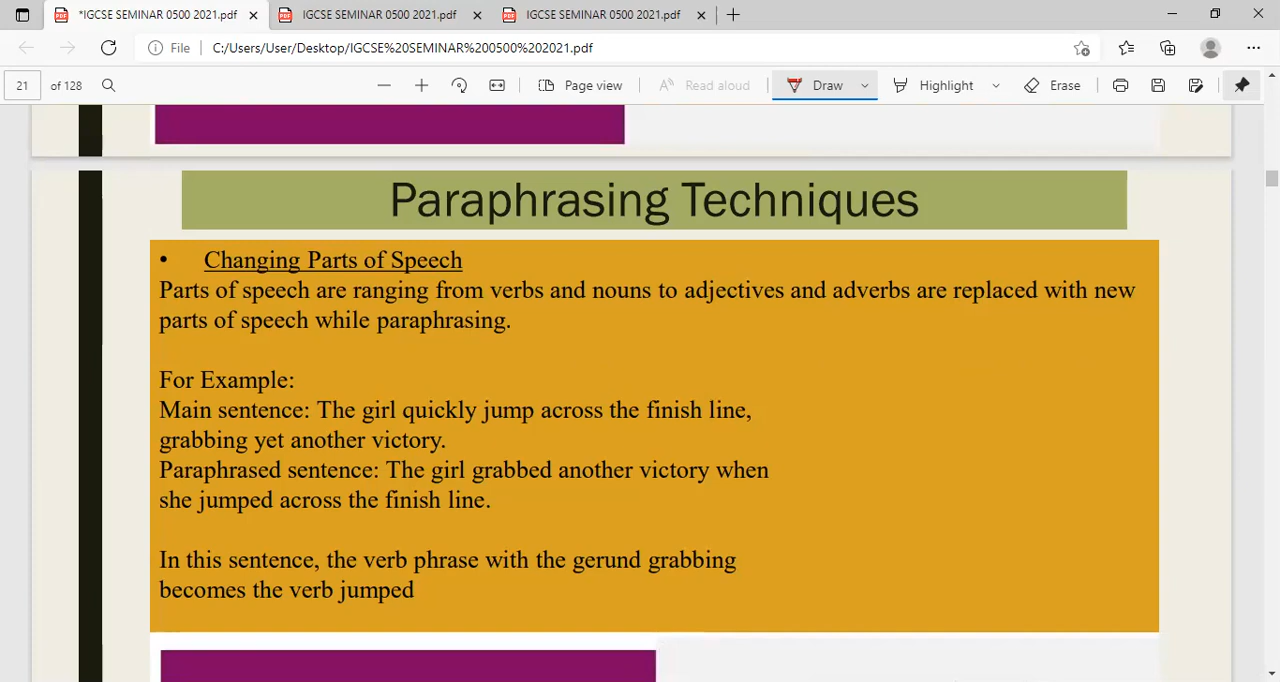 *IGCSE SEMINAR 0500 2021.pdf
IGCSE SEMINAR 0500 2021.pdf
IGCSE SEMINAR 0500 2021.pdf
File
C:/Users/User/Desktop/IGCSE%20SEMINAR%200500%202021.pdf
21 of 128
Page view
Read aloud
Draw
Highlight
Erase
Paraphrasing Techniques
• Changing Parts of Speech
Parts of speech are ranging from verbs and nouns to adjectives and adverbs are replaced with new
parts of speech while paraphrasing.
For Example:
Main sentence: The girl quickly jump across the finish line,
grabbing yet another victory.
Paraphrased sentence: The girl grabbed another victory when
she jumped across the finish line.
In this sentence, the verb phrase with the gerund grabbing
becomes the verb jumped